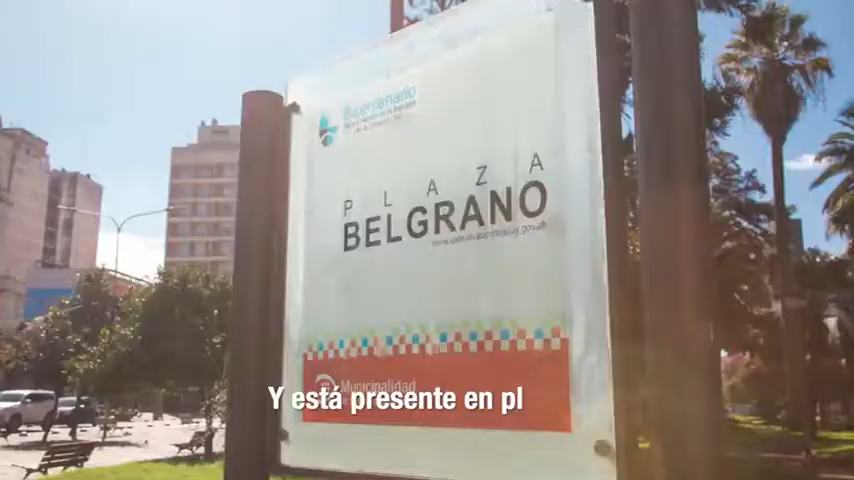 Bicentenario
PLAZA
BELGRANO
Municipalidad
Y está presente en pl